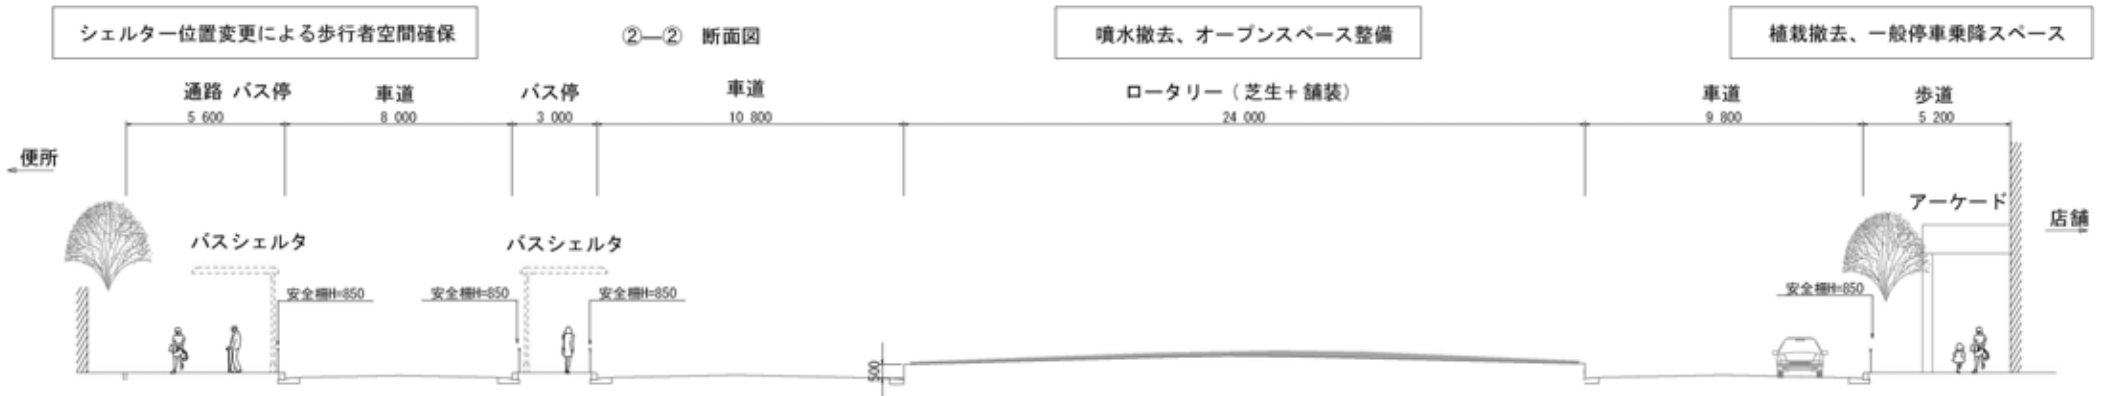 シェルター位置変更による歩行者空間確保
②―② 断面図
噴水撤去、オープンスペース整備
植栽撤去、一般停車乗降スペース
通路 バス停
車道
バス停
車道
ロータリー(芝生+舗装)
車道
歩道
5 600
8 000
3 000
10 800
24 000
9 800
5 200
便所
アーケード
店舗
バスシェルタ
バスシェルタ
安全柵H=850
安全柵H=850
安全柵H=850
安全柵H=850
500